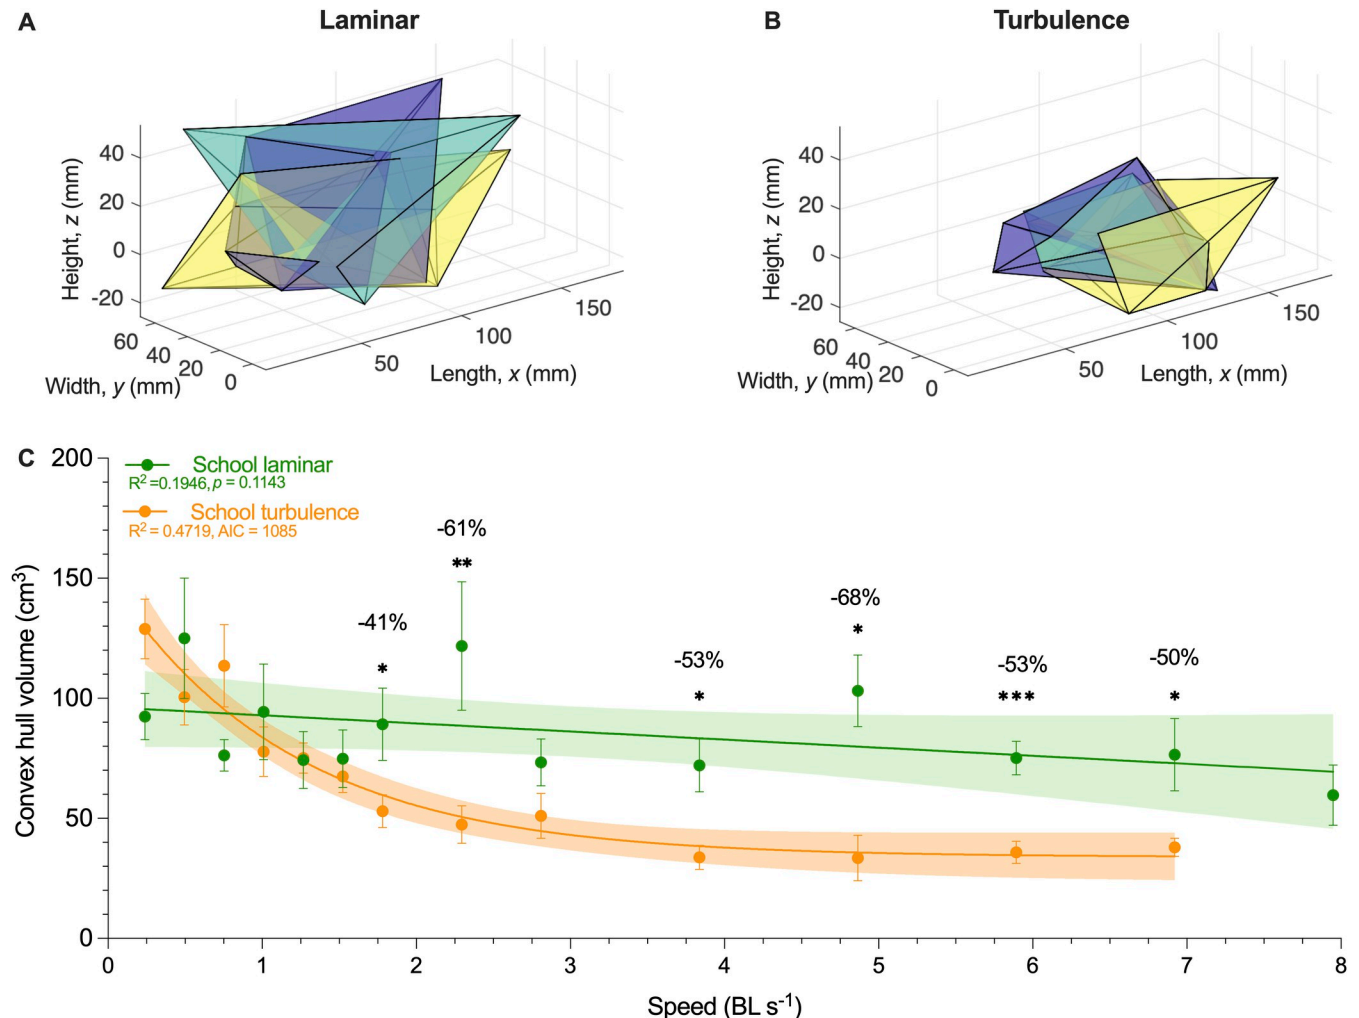 A
Laminar
B
Turbulence
Height, z (mm)
40
20
0
-20
60
40
20
0
Width, y (mm)
50
100
150
Length, x (mm)
Height, z (mm)
40
20
0
-20
60
40
20
0
Width, y (mm)
50
100
150
Length, x (mm)
C
School laminar
R² =0.1946, p = 0.1143
School turbulence
R² = 0.4719, AIC = 1085
-41%
*
-61%
**
-53%
*
-68%
*
-53%
***
-50%
*
Convex hull volume (cm³)
200
150
100
50
0
0 1 2 3 4 5 6 7 8
Speed (BL s⁻¹)